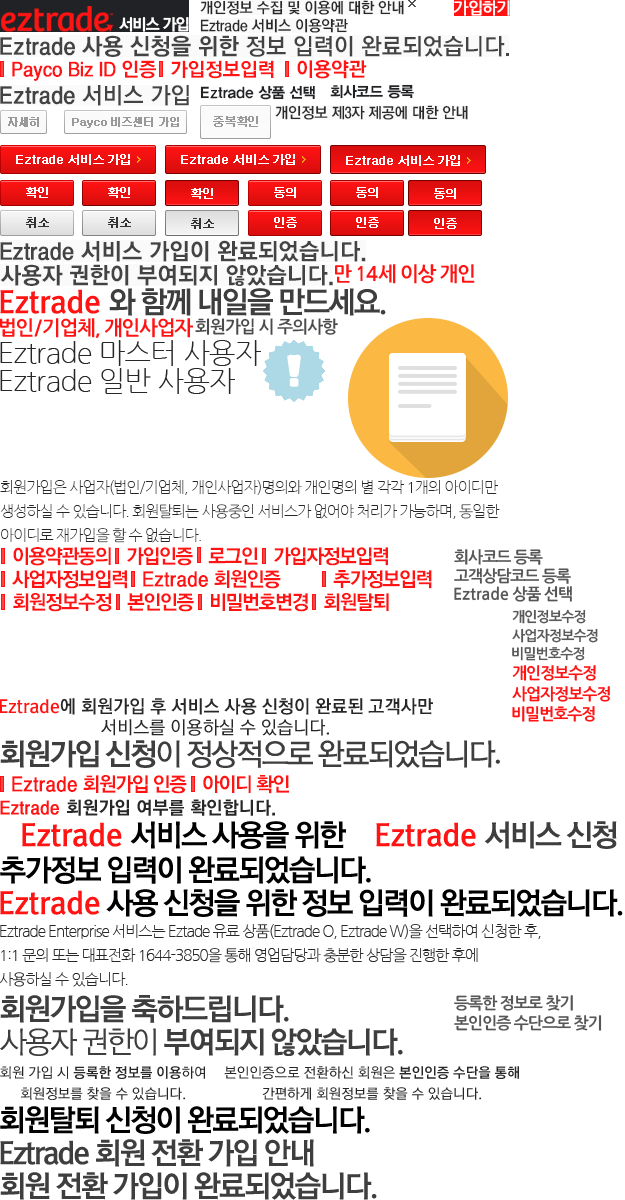 eztrade 서비스 가입
개인정보 수집 및 이용에 대한 안내 ×
가입하기
Eztrade 서비스 이용약관
Eztrade 사용 신청을 위한 정보 입력이 완료되었습니다.
Payco Biz ID 인증
가입정보입력
이용약관
Eztrade 서비스 가입
Eztrade 상품 선택
회사코드 등록
자세히
Payco 비즈센터 가입
중복확인
개인정보 제3자 제공에 대한 안내
Eztrade 서비스 가입 >
Eztrade 서비스 가입 >
Eztrade 서비스 가입 >
확인
확인
확인
동의
동의
동의
취소
취소
취소
인증
인증
인증
Eztrade 서비스 가입이 완료되었습니다.
사용자 권한이 부여되지 않았습니다.
만 14세 이상 개인
Eztrade 와 함께 내일을 만드세요.
법인/기업체, 개인사업자
회원가입 시 주의사항
Eztrade 마스터 사용자
Eztrade 일반 사용자
회원가입은 사업자(법인/기업체, 개인사업자)명의와 개인명의 별 각각 1개의 아이디만
생성하실 수 있습니다. 회원탈퇴는 사용중인 서비스가 없어야 처리가 가능하며, 동일한
아이디로 재가입을 할 수 없습니다.
이용약관동의
가입인증
로그인
가입자정보입력
사업자정보입력
Eztrade 회원인증
추가정보입력
회원정보수정
본인인증
비밀번호변경
회원탈퇴
회사코드 등록
고객상담코드 등록
Eztrade 상품 선택
개인정보수정
사업자정보수정
비밀번호수정
개인정보수정
사업자정보수정
비밀번호수정
Eztrade에 회원가입 후 서비스 사용 신청이 완료된 고객사만
서비스를 이용하실 수 있습니다.
회원가입 신청이 정상적으로 완료되었습니다.
Eztrade 회원가입 인증
아이디 확인
Eztrade 회원가입 여부를 확인합니다.
Eztrade 서비스 사용을 위한
Eztrade 서비스 신청
추가정보 입력이 완료되었습니다.
Eztrade 사용 신청을 위한 정보 입력이 완료되었습니다.
Eztrade Enterprise 서비스는 Eztade 유료 상품(Eztrade O, Eztrade W)을 선택하여 신청한 후,
1:1 문의 또는 대표전화 1644-3850을 통해 영업담당과 충분한 상담을 진행한 후에
사용하실 수 있습니다.
회원가입을 축하드립니다.
등록한 정보로 찾기
본인인증 수단으로 찾기
사용자 권한이 부여되지 않았습니다.
회원 가입 시 등록한 정보를 이용하여
회원정보를 찾을 수 있습니다.
본인인증으로 전환하신 회원은 본인인증 수단을 통해
간편하게 회원정보를 찾을 수 있습니다.
회원탈퇴 신청이 완료되었습니다.
Eztrade 회원 전환 가입 안내
회원 전환 가입이 완료되었습니다.